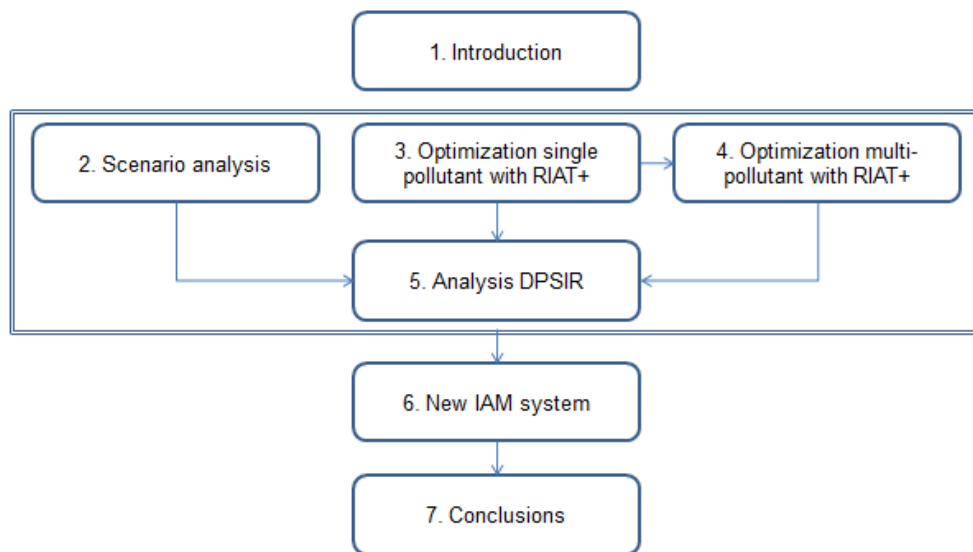 1. Introduction
2. Scenario analysis
3. Optimization single
pollutant with RIAT+
4. Optimization multi-
pollutant with RIAT+
5. Analysis DPSIR
6. New IAM system
7. Conclusions